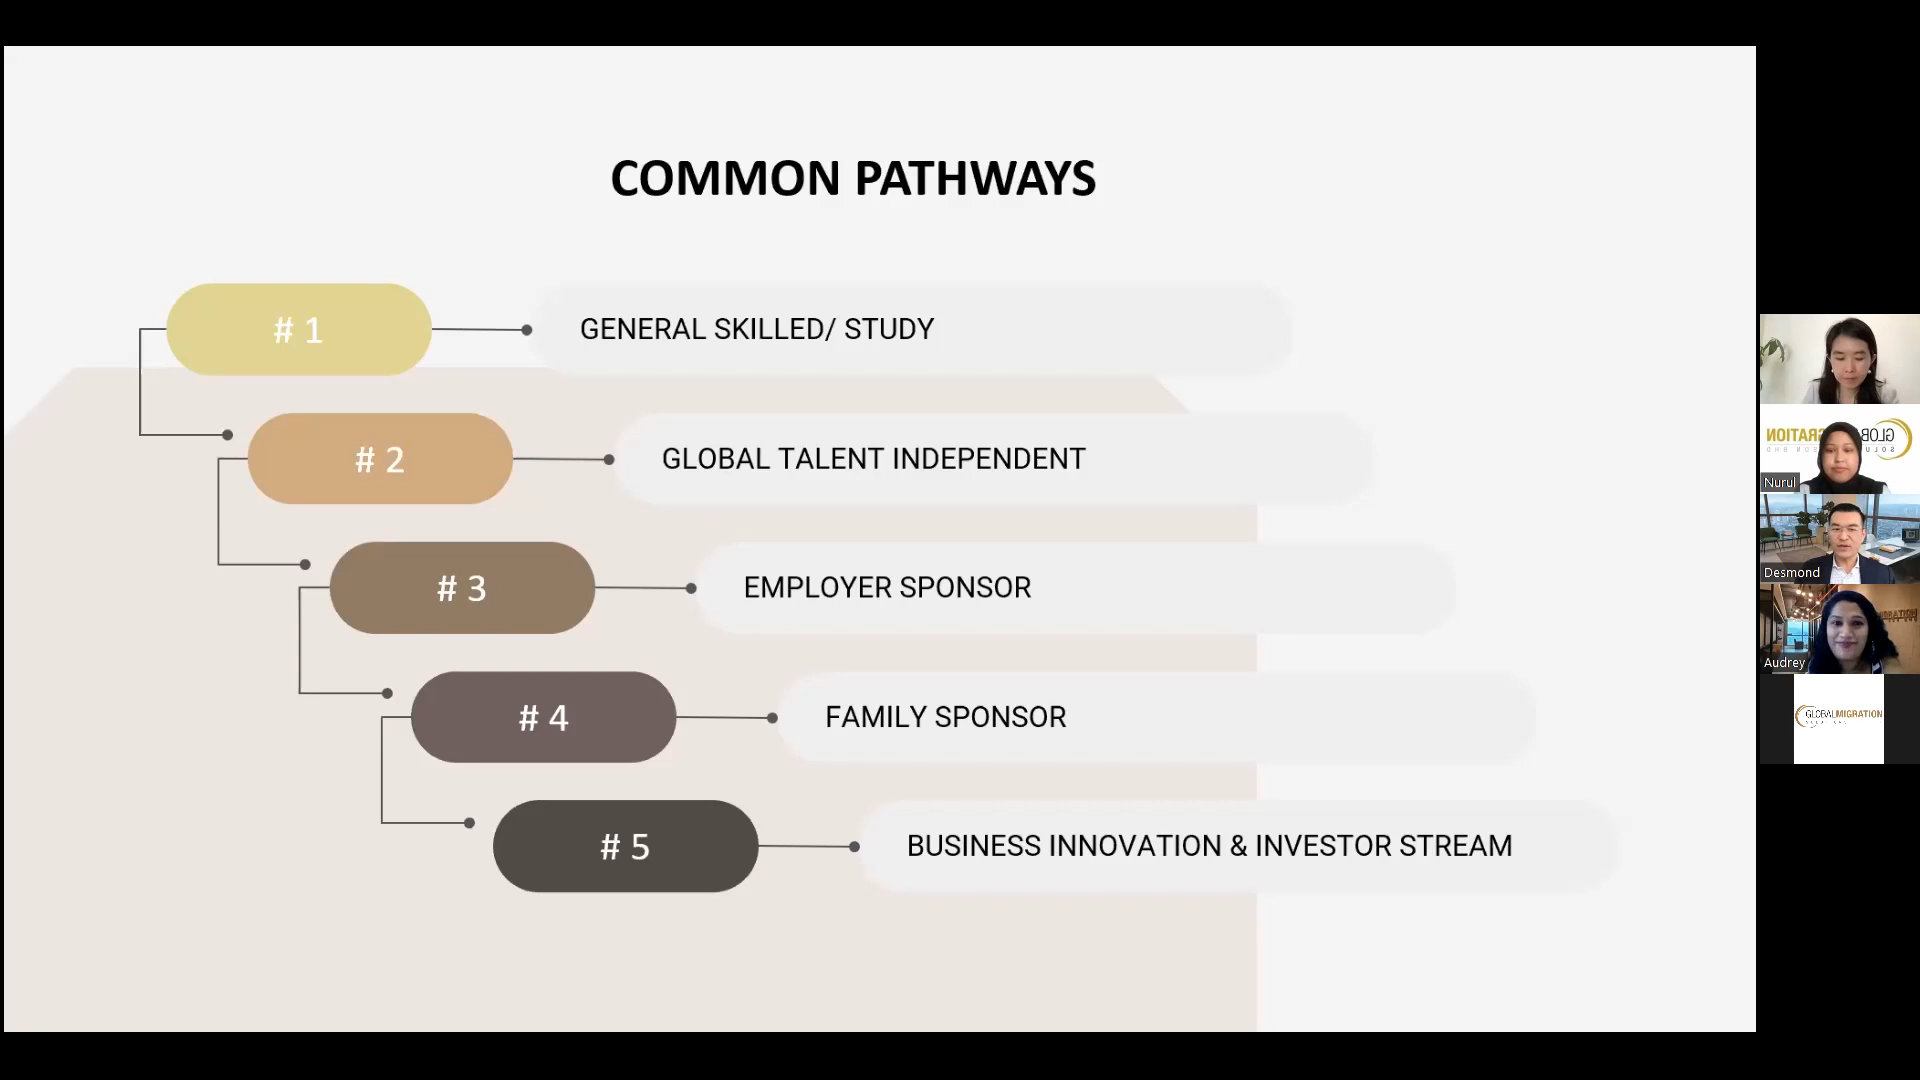 COMMON PATHWAYS
# 1
GENERAL SKILLED/ STUDY
# 2
GLOBAL TALENT INDEPENDENT
# 3
EMPLOYER SPONSOR
# 4
FAMILY SPONSOR
# 5
BUSINESS INNOVATION & INVESTOR STREAM
Nurul
Desmond
Audrey
GLOBALMIGRATION